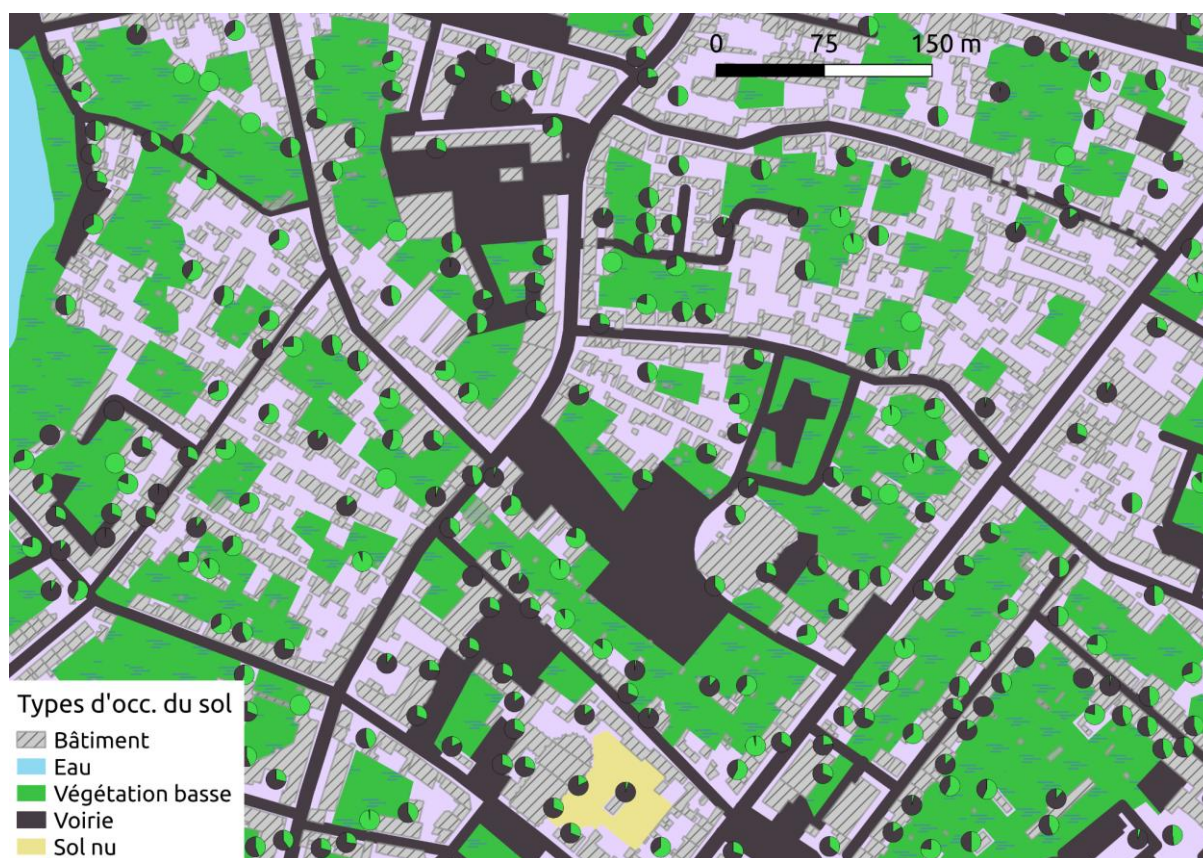 0 75 150 m
Types d'occ. du sol
Bâtiment
Eau
Végétation basse
Voirie
Sol nu